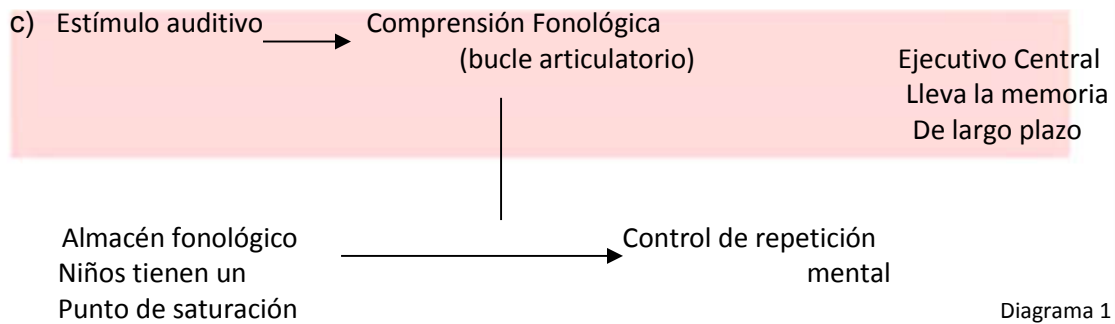 c) Estímulo auditivo Comprensión Fonológica
(bucle articulatorio)
Ejecutivo Central
Lleva la memoria
De largo plazo
Almacén fonológico Control de repetición
Niños tienen un mental
Punto de saturación
Diagrama 1